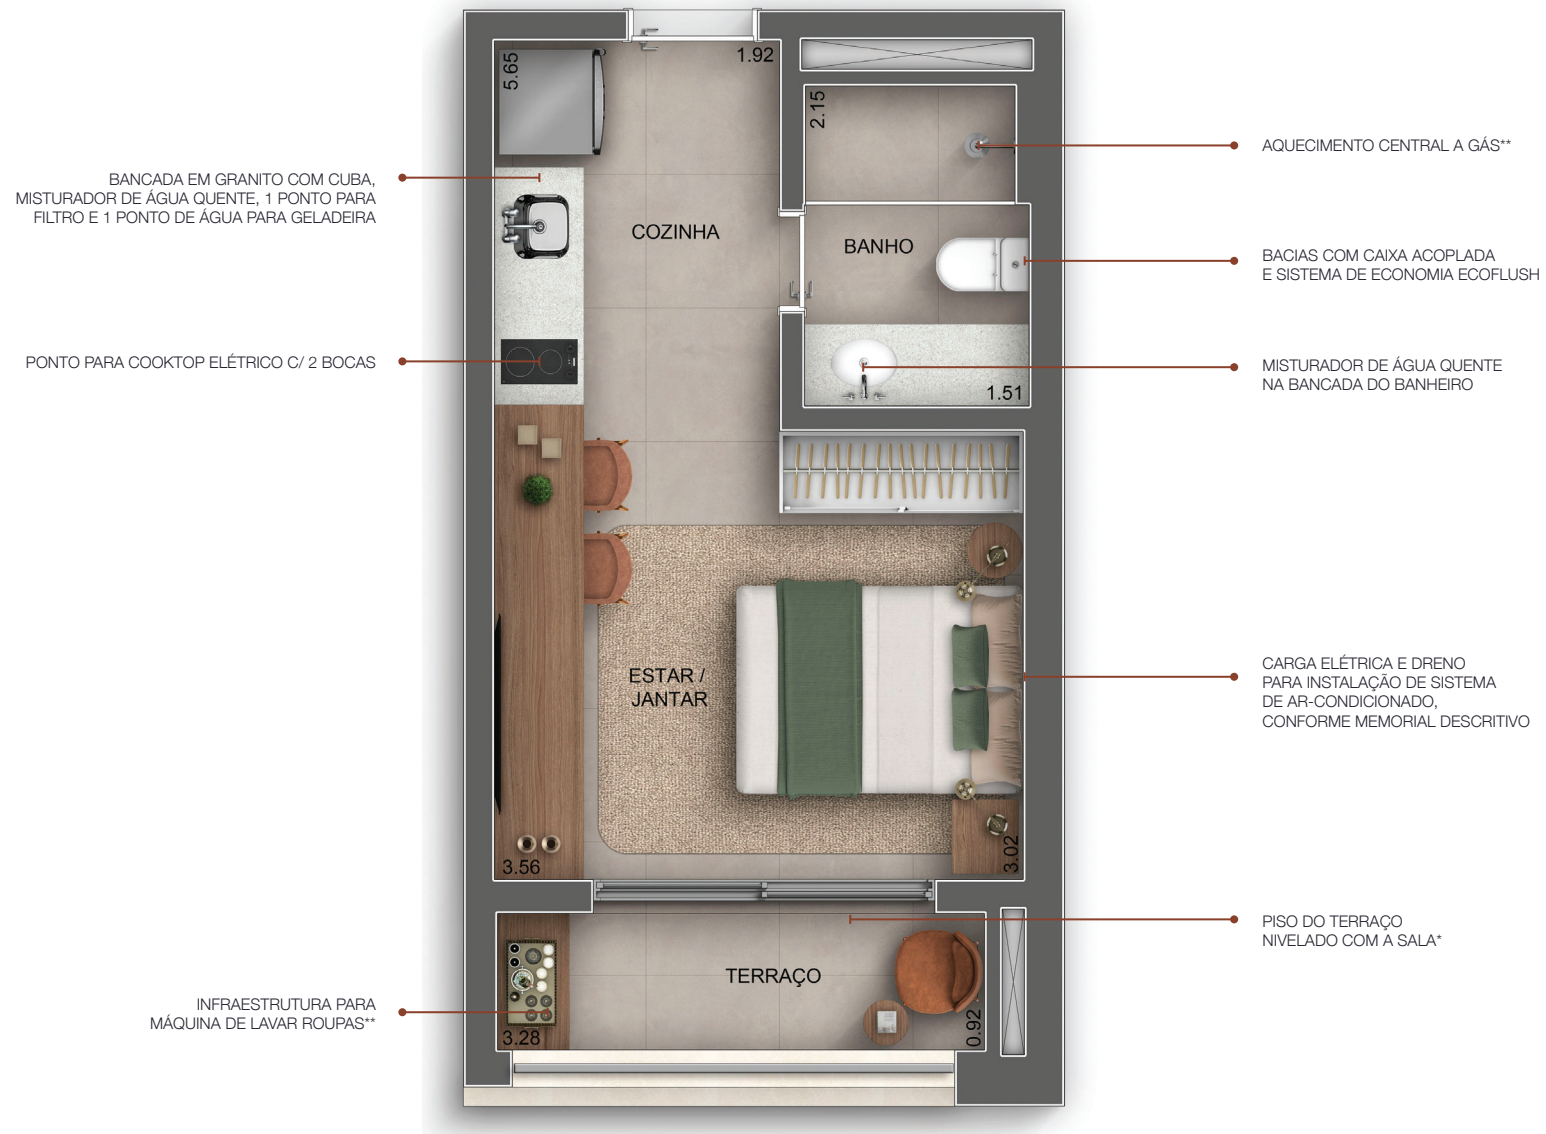 5.65
1.92
2.15
AQUECIMENTO CENTRAL A GÁS**
BANCADA EM GRANITO COM CUBA,
MISTURADOR DE ÁGUA QUENTE, 1 PONTO PARA
FILTRO E 1 PONTO DE ÁGUA PARA GELADEIRA
COZINHA
BANHO
BACIAS COM CAIXA ACOPLADA
E SISTEMA DE ECONOMIA ECOFLUSH
PONTO PARA COOKTOP ELÉTRICO C/ 2 BOCAS
MISTURADOR DE ÁGUA QUENTE
NA BANCADA DO BANHEIRO
1.51
ESTAR /
JANTAR
CARGA ELÉTRICA E DRENO
PARA INSTALAÇÃO DE SISTEMA
DE AR-CONDICIONADO,
CONFORME MEMORIAL DESCRITIVO
3.56
3.02
PISO DO TERRAÇO
NIVELADO COM A SALA*
TERRAÇO
INFRAESTRUTURA PARA
MÁQUINA DE LAVAR ROUPAS**
3.28
0.92